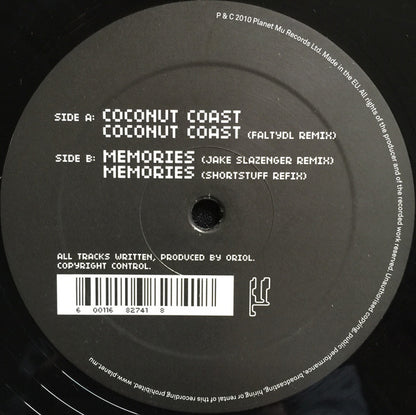 P & C 2010 Planet Mu Records Ltd. Made in the EU. All rights of the producer and of the recorded work reserved. Unauthorised copying, public performance, broadcasting, hiring or rental of this recording prohibited. www.planet.mu
SIDE A: COCONUT COAST
COCONUT COAST (FALTYDL REMIX)
SIDE B: MEMORIES (JAKE SLAZENGER REMIX)
MEMORIES (SHORTSTUFF REFIX)
ALL TRACKS WRITTEN, PRODUCED BY ORIOL.
COPYRIGHT CONTROL.
6 00116 82741 8